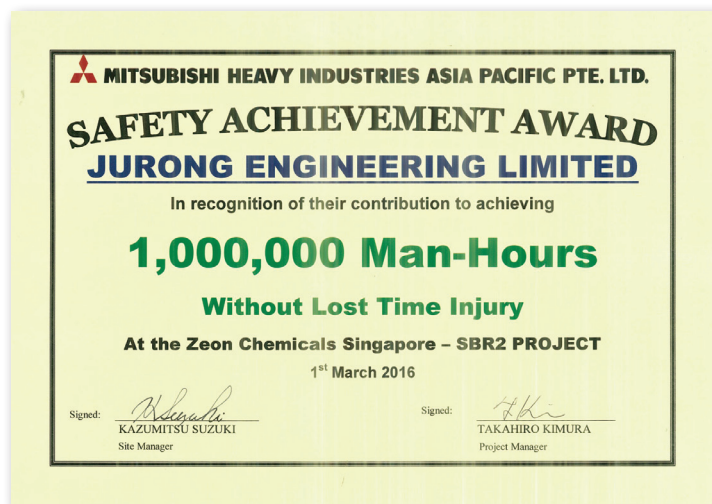 MITSUBISHI HEAVY INDUSTRIES ASIA PACIFIC PTE. LTD.
SAFETY ACHIEVEMENT AWARD
JURONG ENGINEERING LIMITED
In recognition of their contribution to achieving
1,000,000 Man-Hours
Without Lost Time Injury
At the Zeon Chemicals Singapore – SBR2 PROJECT
1st March 2016
Signed: K Suzuki Signed:
KAZUMITSU SUZUKI TAKAHIRO KIMURA
Site Manager Project Manager